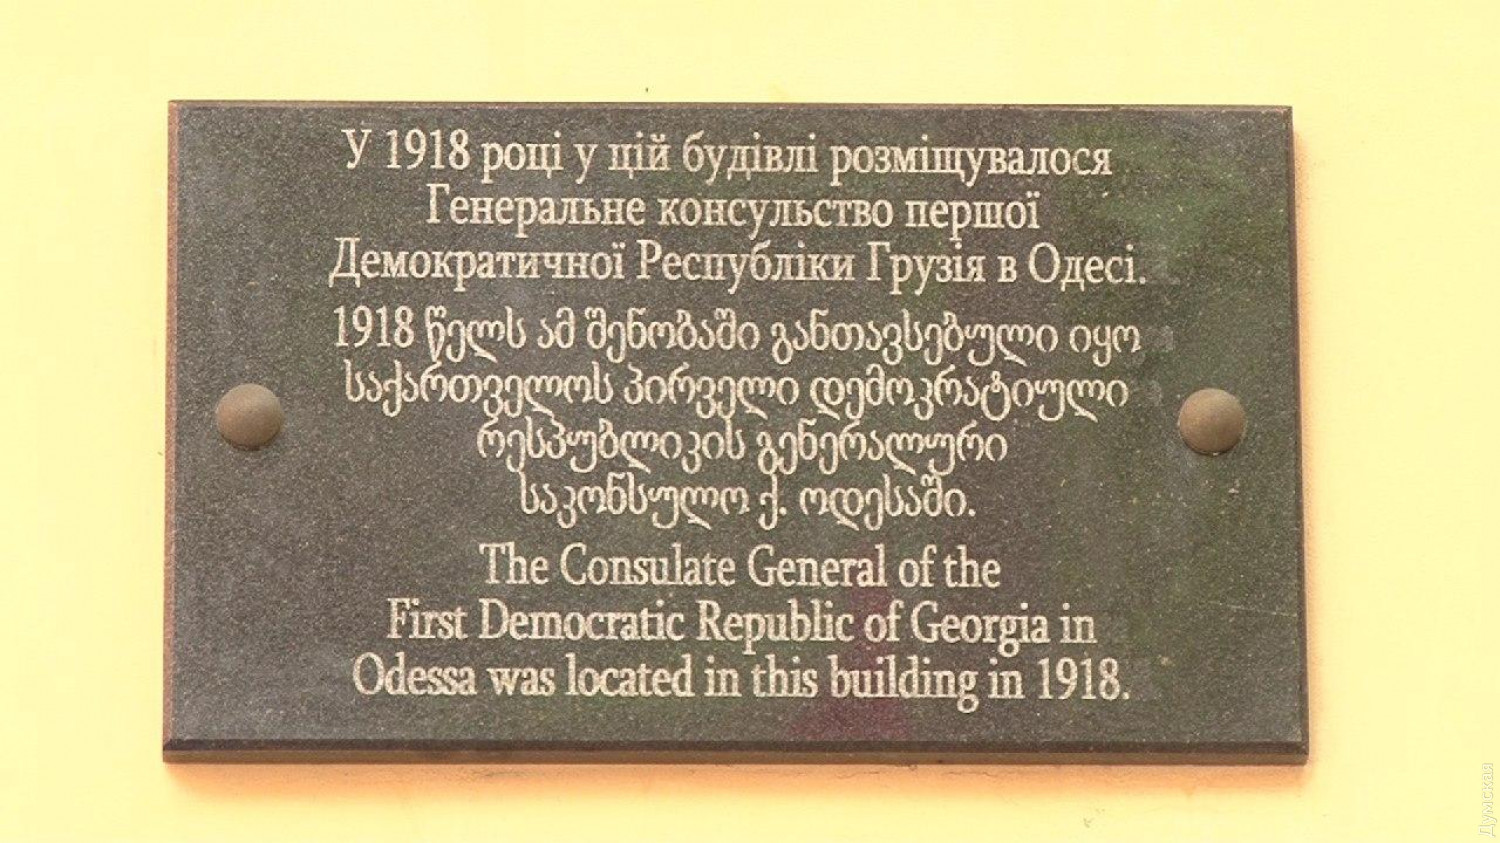 У 1918 році у цій будівлі розміщувалося
Генеральне консульство першої
Демократичної Республіки Грузія в Одесі.
1918 წელს ამ შენობაში განთავსებული იყო
საქართველოს პირველი დემოკრატიული
რესპუბლიკის გენერალური
საკონსულო ქ. ოდესაში.
The Consulate General of the
First Democratic Republic of Georgia in
Odessa was located in this building in 1918.
Думская